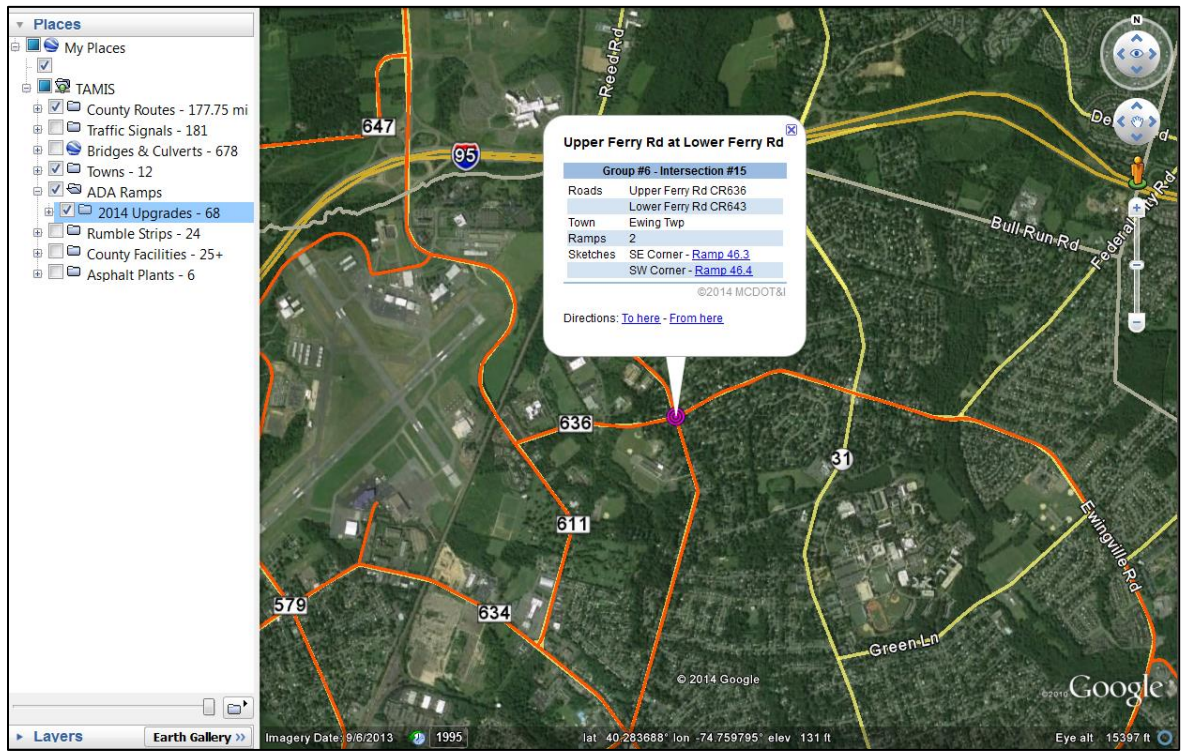 Places
My Places
TAMIS
County Routes - 177.75 mi
Traffic Signals - 181
Bridges & Culverts - 678
Towns - 12
ADA Ramps
2014 Upgrades - 68
Rumble Strips - 24
County Facilities - 25+
Asphalt Plants - 6
Layers
Earth Gallery »
N
Reed Rd
647
95
Upper Ferry Rd at Lower Ferry Rd
Group #6 - Intersection #15
Roads Upper Ferry Rd CR636
Lower Ferry Rd CR643
Town Ewing Twp
Ramps 2
Sketches SE Corner - Ramp 46.3
SW Corner - Ramp 46.4
©2014 MCDOT&I
Directions: To here - From here
Bull Run Rd
636
31
611
Ewingville Rd
579
634
Green Ln
© 2014 Google
©2010 Google
Imagery Date: 9/6/2013 1995 lat 40.283688° lon -74.759795° elev 131 ft Eye alt 15397 ft